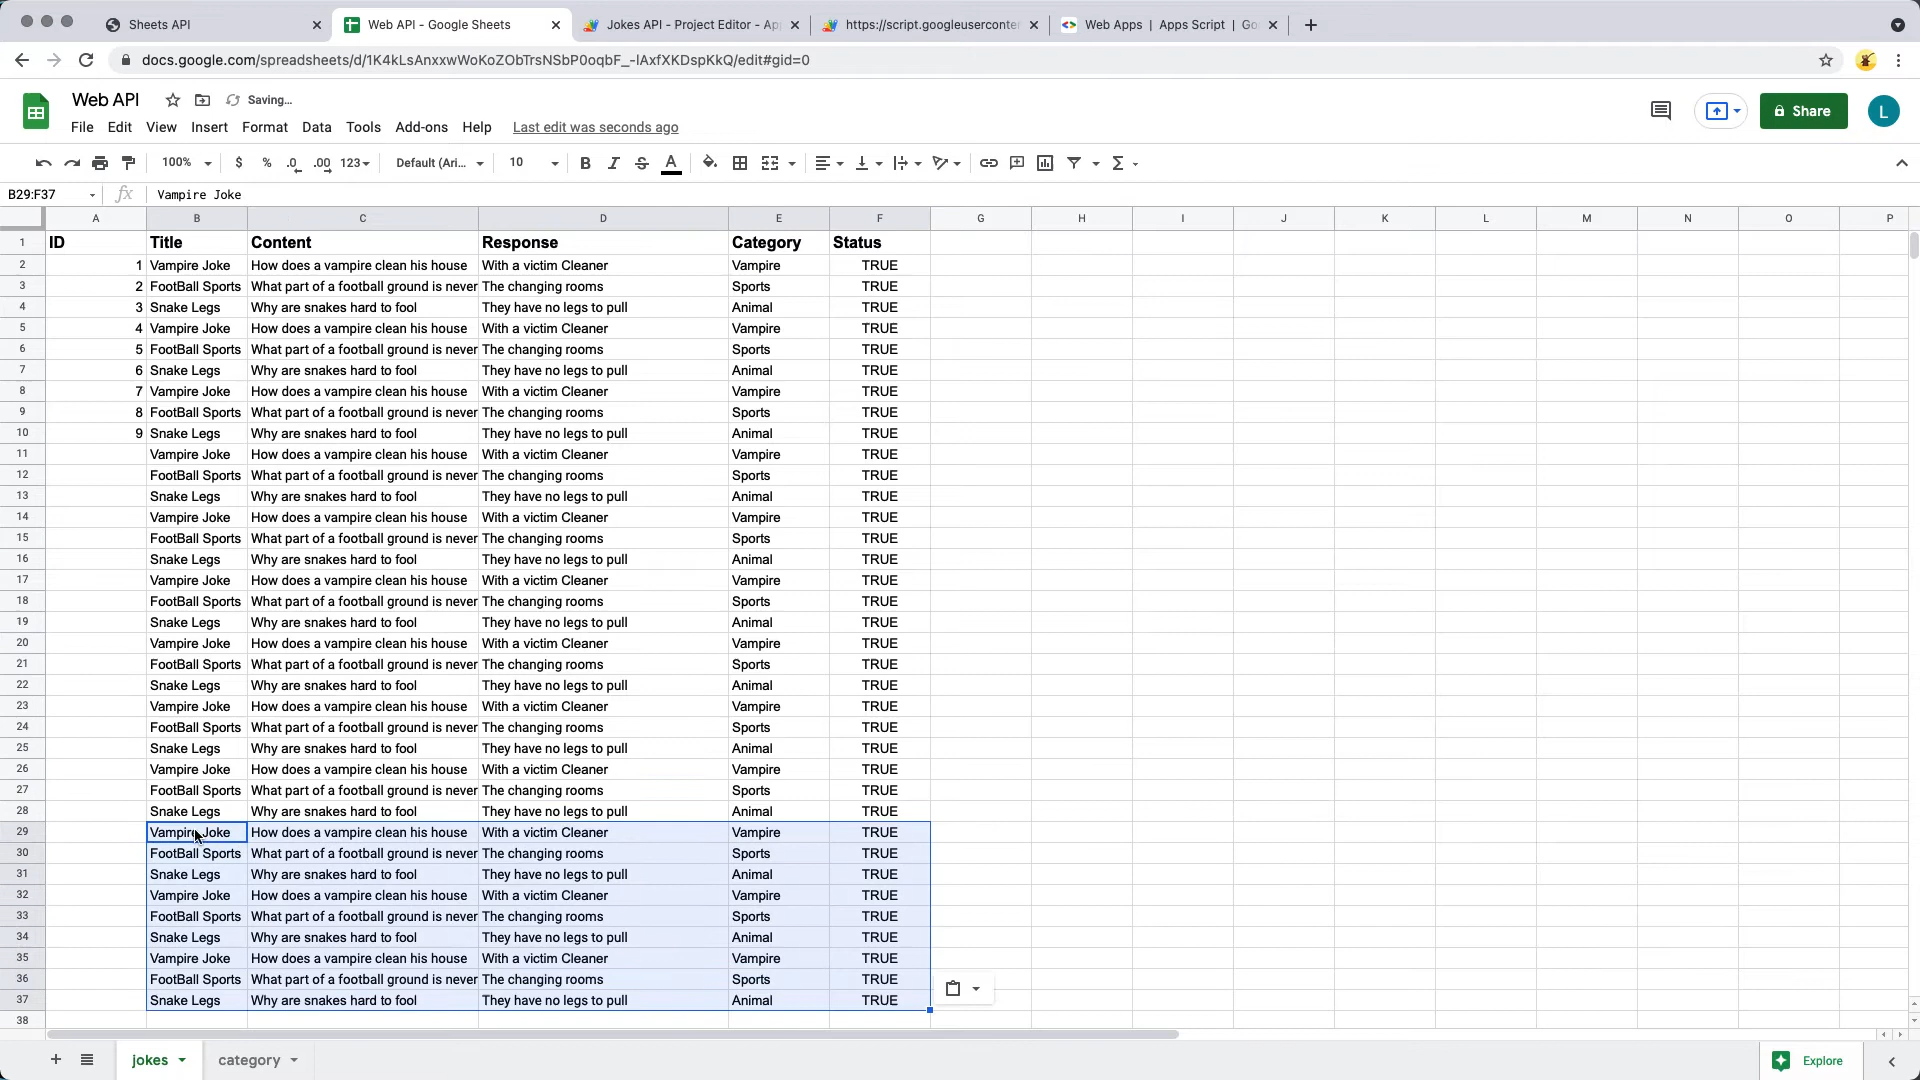 Sheets API
Web API - Google Sheets
Jokes API - Project Editor - App
https://script.googleuserconter
Web Apps | Apps Script | Go
docs.google.com/spreadsheets/d/1K4kLsAnxxwWoKoZObTrsNSbP0oqbF_-IAxfXKDspKkQ/edit#gid=0
Web API Saving...
Share L
File Edit View Insert Format Data Tools Add-ons Help Last edit was seconds ago
100% $ % .0 .00 123 Default (Ari... 10 B I S A
B29:F37 fx Vampire Joke
A B C D E F G H I J K L M N O P
1 ID Title Content Response Category Status
2 1 Vampire Joke How does a vampire clean his house With a victim Cleaner Vampire TRUE
3 2 FootBall Sports What part of a football ground is never The changing rooms Sports TRUE
4 3 Snake Legs Why are snakes hard to fool They have no legs to pull Animal TRUE
5 4 Vampire Joke How does a vampire clean his house With a victim Cleaner Vampire TRUE
6 5 FootBall Sports What part of a football ground is never The changing rooms Sports TRUE
7 6 Snake Legs Why are snakes hard to fool They have no legs to pull Animal TRUE
8 7 Vampire Joke How does a vampire clean his house With a victim Cleaner Vampire TRUE
9 8 FootBall Sports What part of a football ground is never The changing rooms Sports TRUE
10 9 Snake Legs Why are snakes hard to fool They have no legs to pull Animal TRUE
11 Vampire Joke How does a vampire clean his house With a victim Cleaner Vampire TRUE
12 FootBall Sports What part of a football ground is never The changing rooms Sports TRUE
13 Snake Legs Why are snakes hard to fool They have no legs to pull Animal TRUE
14 Vampire Joke How does a vampire clean his house With a victim Cleaner Vampire TRUE
15 FootBall Sports What part of a football ground is never The changing rooms Sports TRUE
16 Snake Legs Why are snakes hard to fool They have no legs to pull Animal TRUE
17 Vampire Joke How does a vampire clean his house With a victim Cleaner Vampire TRUE
18 FootBall Sports What part of a football ground is never The changing rooms Sports TRUE
19 Snake Legs Why are snakes hard to fool They have no legs to pull Animal TRUE
20 Vampire Joke How does a vampire clean his house With a victim Cleaner Vampire TRUE
21 FootBall Sports What part of a football ground is never The changing rooms Sports TRUE
22 Snake Legs Why are snakes hard to fool They have no legs to pull Animal TRUE
23 Vampire Joke How does a vampire clean his house With a victim Cleaner Vampire TRUE
24 FootBall Sports What part of a football ground is never The changing rooms Sports TRUE
25 Snake Legs Why are snakes hard to fool They have no legs to pull Animal TRUE
26 Vampire Joke How does a vampire clean his house With a victim Cleaner Vampire TRUE
27 FootBall Sports What part of a football ground is never The changing rooms Sports TRUE
28 Snake Legs Why are snakes hard to fool They have no legs to pull Animal TRUE
29 Vampire Joke How does a vampire clean his house With a victim Cleaner Vampire TRUE
30 FootBall Sports What part of a football ground is never The changing rooms Sports TRUE
31 Snake Legs Why are snakes hard to fool They have no legs to pull Animal TRUE
32 Vampire Joke How does a vampire clean his house With a victim Cleaner Vampire TRUE
33 FootBall Sports What part of a football ground is never The changing rooms Sports TRUE
34 Snake Legs Why are snakes hard to fool They have no legs to pull Animal TRUE
35 Vampire Joke How does a vampire clean his house With a victim Cleaner Vampire TRUE
36 FootBall Sports What part of a football ground is never The changing rooms Sports TRUE
37 Snake Legs Why are snakes hard to fool They have no legs to pull Animal TRUE
38
jokes category Explore